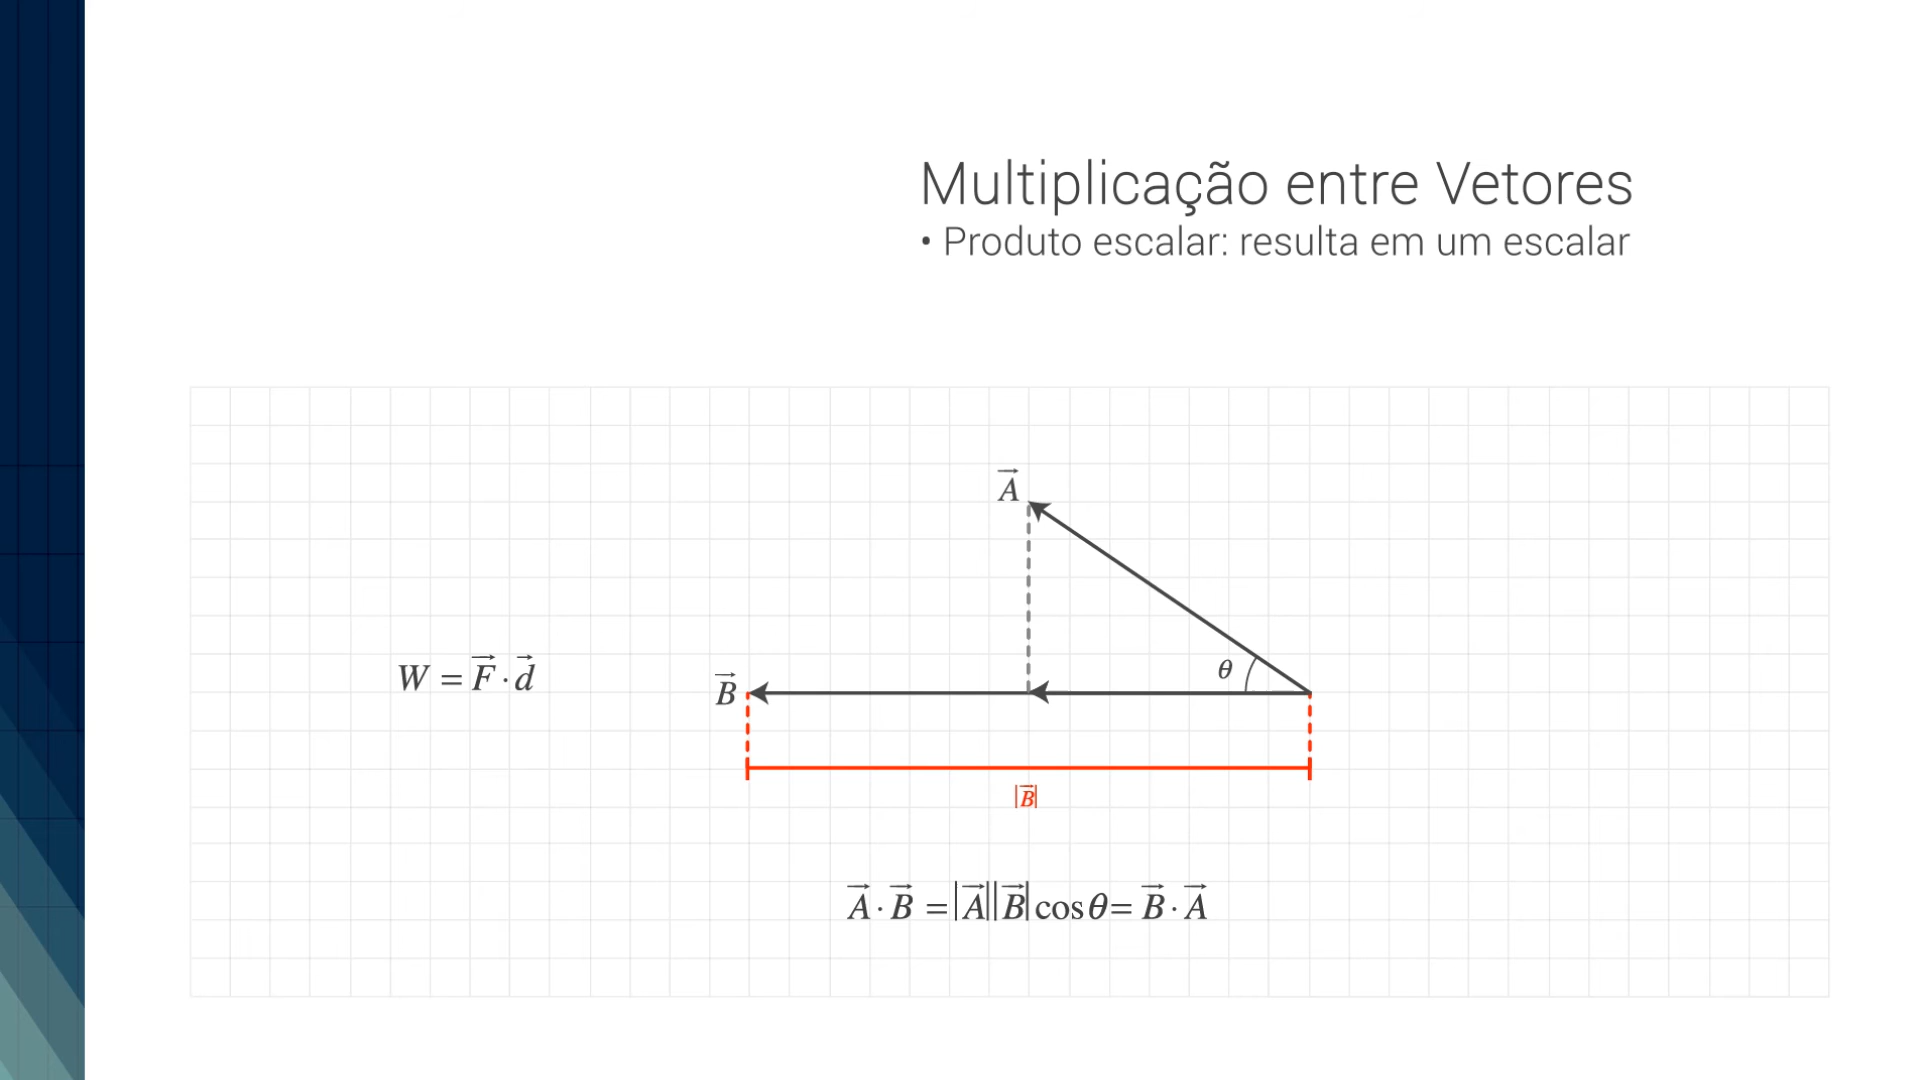 Multiplicação entre Vetores
• Produto escalar: resulta em um escalar
A⃗
θ
W = F⃗ · d⃗
B⃗
|B⃗|
A⃗ · B⃗ = |A⃗||B⃗| cos θ = B⃗ · A⃗